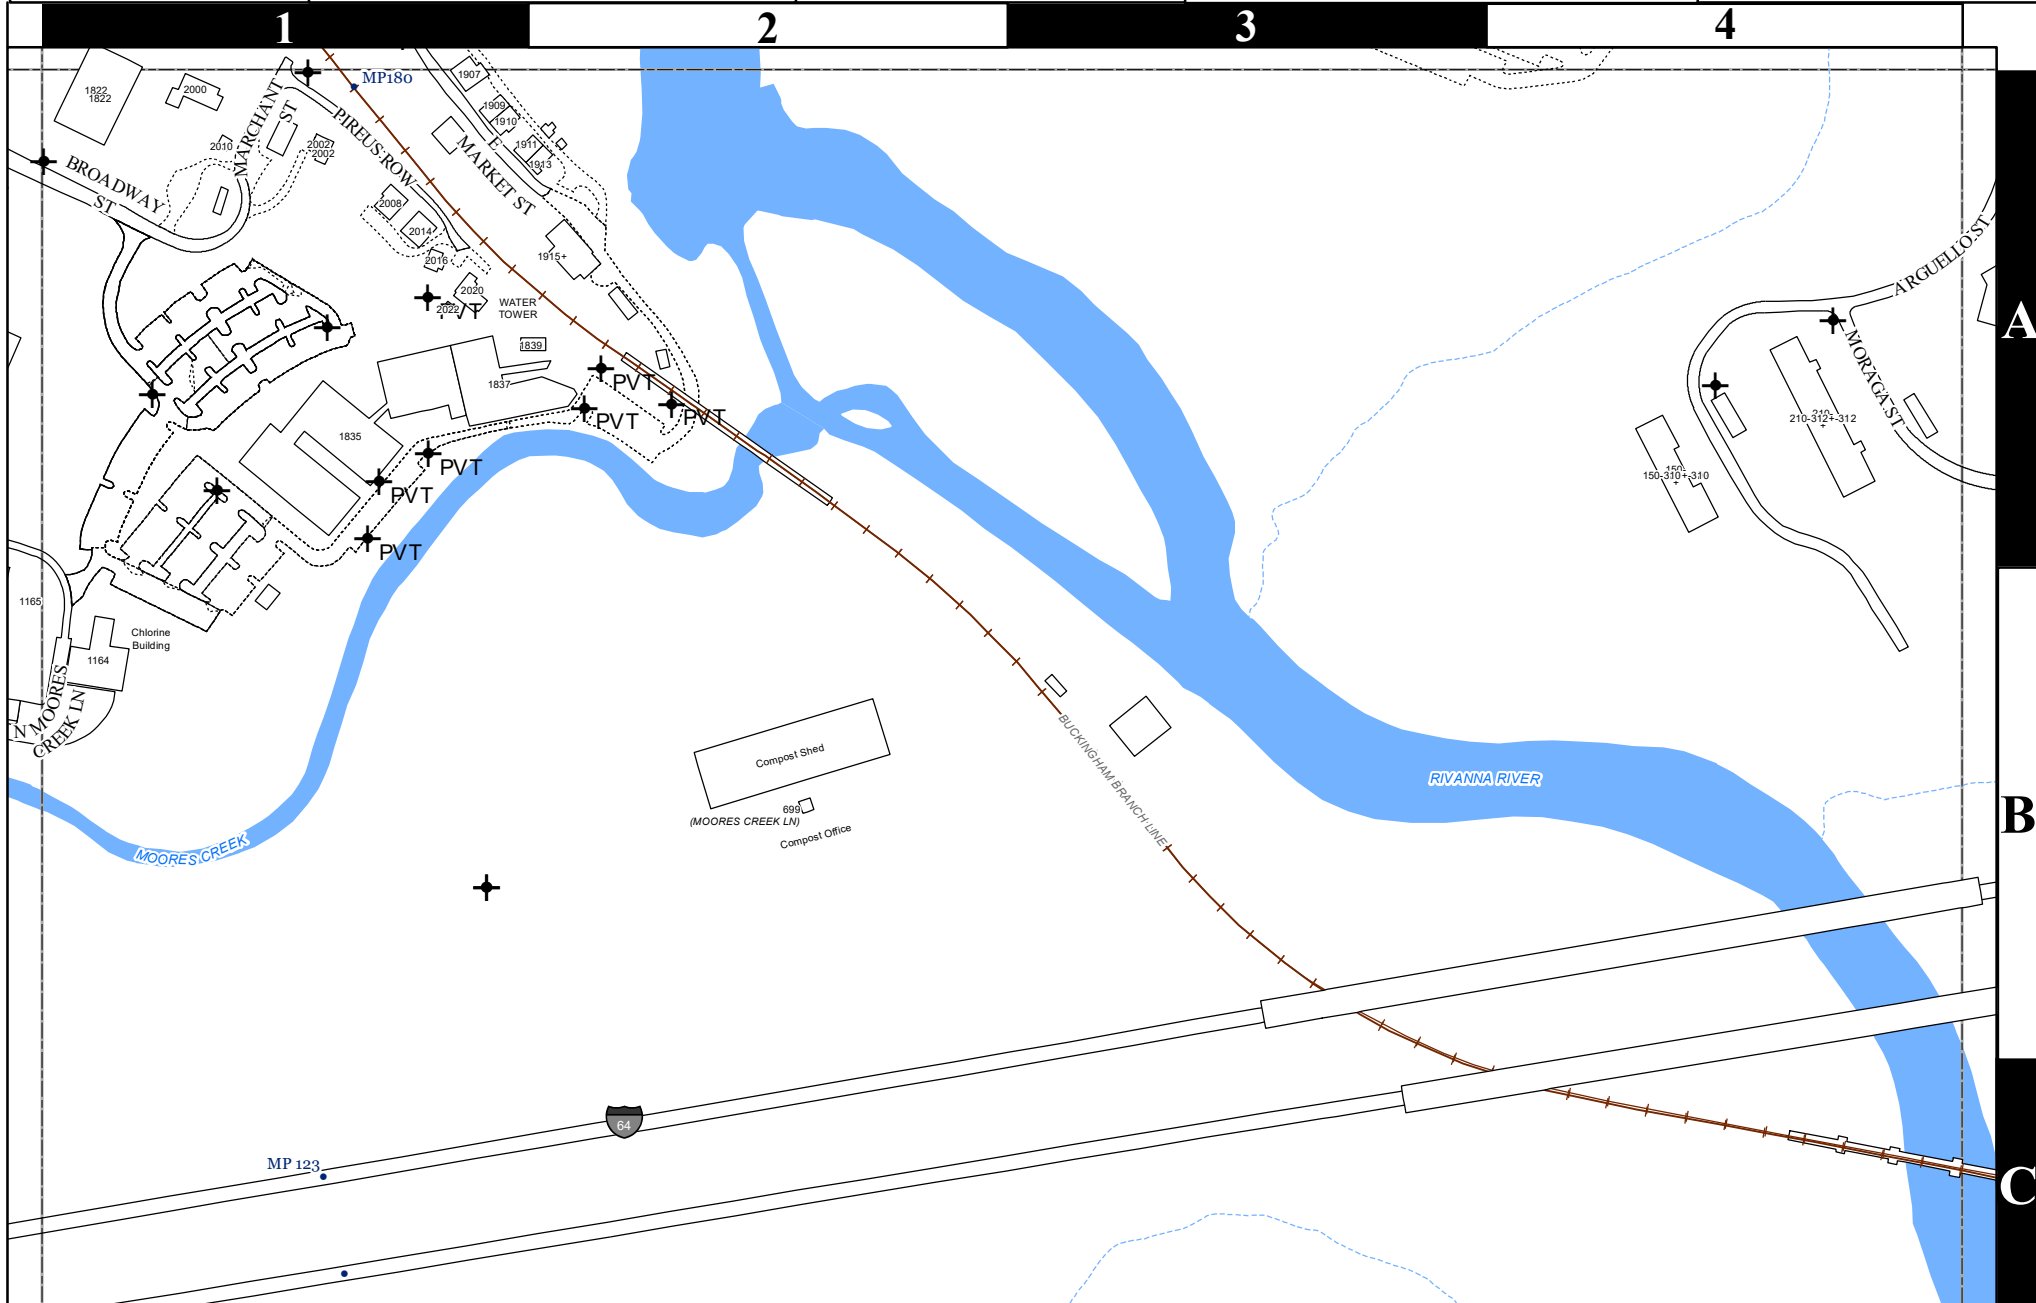 1
2
3
4
MP180
1907
1822
1822
2000
1909
1910
MARCHANT
ST
PIREUS ROW
E
MARKET ST
1911
1913
2010
2002
2002
BROADWAY
ST
2008
2014
2016
1915+
2020
2022
PVT
WATER
TOWER
ARGUELLO ST
A
1839
MORAGA ST
1837
PVT
PVT
PVT
210-312+-312
+
1835
PVT
PVT
150-310+-310
+
PVT
1165
Chlorine
Building
1164
MOORES
CREEK LN
N
Compost Shed
BUCKINGHAM BRANCH LINE
RIVANNA RIVER
699
(MOORES CREEK LN)
Compost Office
B
MOORES CREEK
64
MP 123
C